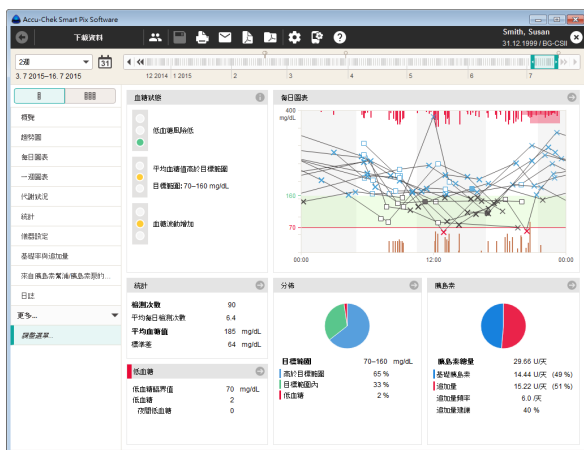 Accu-Chek Smart Pix Software
下載資料
Smith, Susan
31.12.1999 / BG-CSII
2週
31
3. 7 2015–16. 7 2015
12 2014
1 2015
2
3
4
5
6
7
概覽
趨勢圖
每日圖表
一週圖表
代謝狀況
統計
儀器設定
基礎率與追加量
日誌
更多...
調整選單...
血糖狀態
低血糖風險低
平均血糖值高於目標範圍
目標範圍: 70–160 mg/dL
血糖波動增加
每日圖表
400
mg/dL
160
70
00:00
12:00
00:00
統計
檢測次數 90
平均每日檢測次數 6.4
平均血糖值 185 mg/dL
標準差 64 mg/dL
低血糖
低血糖臨界值 70 mg/dL
低血糖 2
夜間低血糖 0
分佈
目標範圍 70–160 mg/dL
高於目標範圍 65 %
目標範圍內 33 %
低血糖 2 %
胰島素
胰島素總量 29.66 U/天
基礎胰島素 14.44 U/天 (49 %)
追加量 15.22 U/天 (51 %)
追加量頻率 6.0 /天
追加量建議 40 %